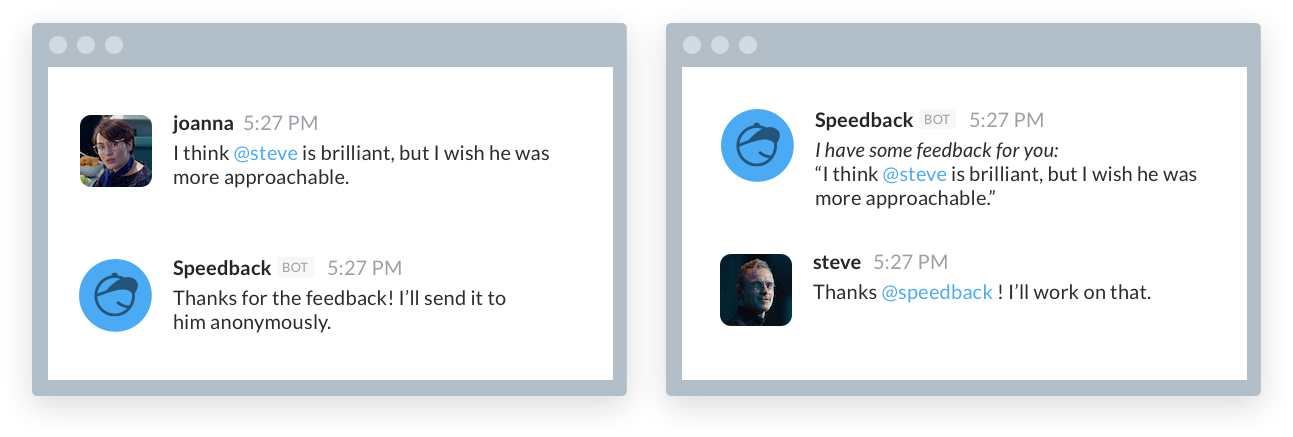 joanna 5:27 PM
I think @steve is brilliant, but I wish he was
more approachable.
Speedback BOT 5:27 PM
Thanks for the feedback! I’ll send it to
him anonymously.
Speedback BOT 5:27 PM
I have some feedback for you:
“I think @steve is brilliant, but I wish he was
more approachable.”
steve 5:27 PM
Thanks @speedback ! I’ll work on that.